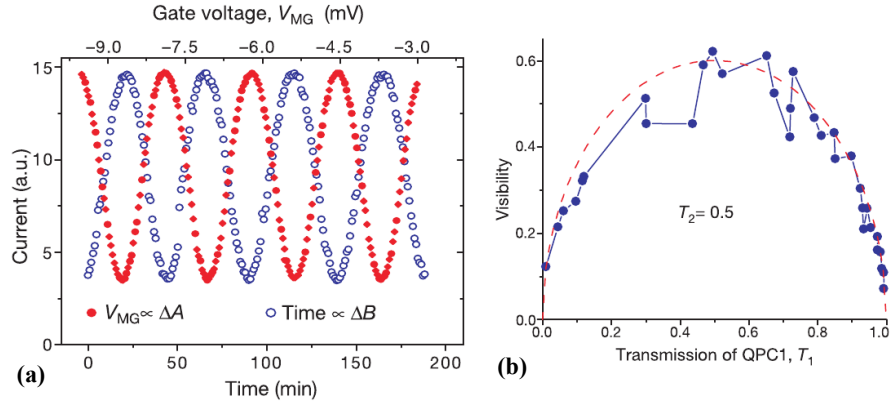 Gate voltage, V_MG (mV)
−9.0 −7.5 −6.0 −4.5 −3.0
15
10
5
0
Current (a.u.)
V_MG ∝ ΔA Time ∝ ΔB
0 50 100 150 200
Time (min)
(a)
0.6
0.4
0.2
0.0
Visibility
T₂= 0.5
0.0 0.2 0.4 0.6 0.8 1.0
Transmission of QPC1, T₁
(b)